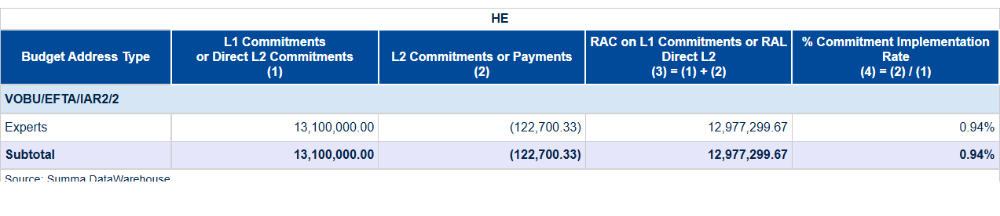 HE
Budget Address Type
L1 Commitments
or Direct L2 Commitments
(1)
L2 Commitments or Payments
(2)
RAC on L1 Commitments or RAL
Direct L2
(3) = (1) + (2)
% Commitment Implementation
Rate
(4) = (2) / (1)
VOBU/EFTA/IAR2/2
Experts 13,100,000.00 (122,700.33) 12,977,299.67 0.94%
Subtotal 13,100,000.00 (122,700.33) 12,977,299.67 0.94%
Source: Summa DataWarehouse